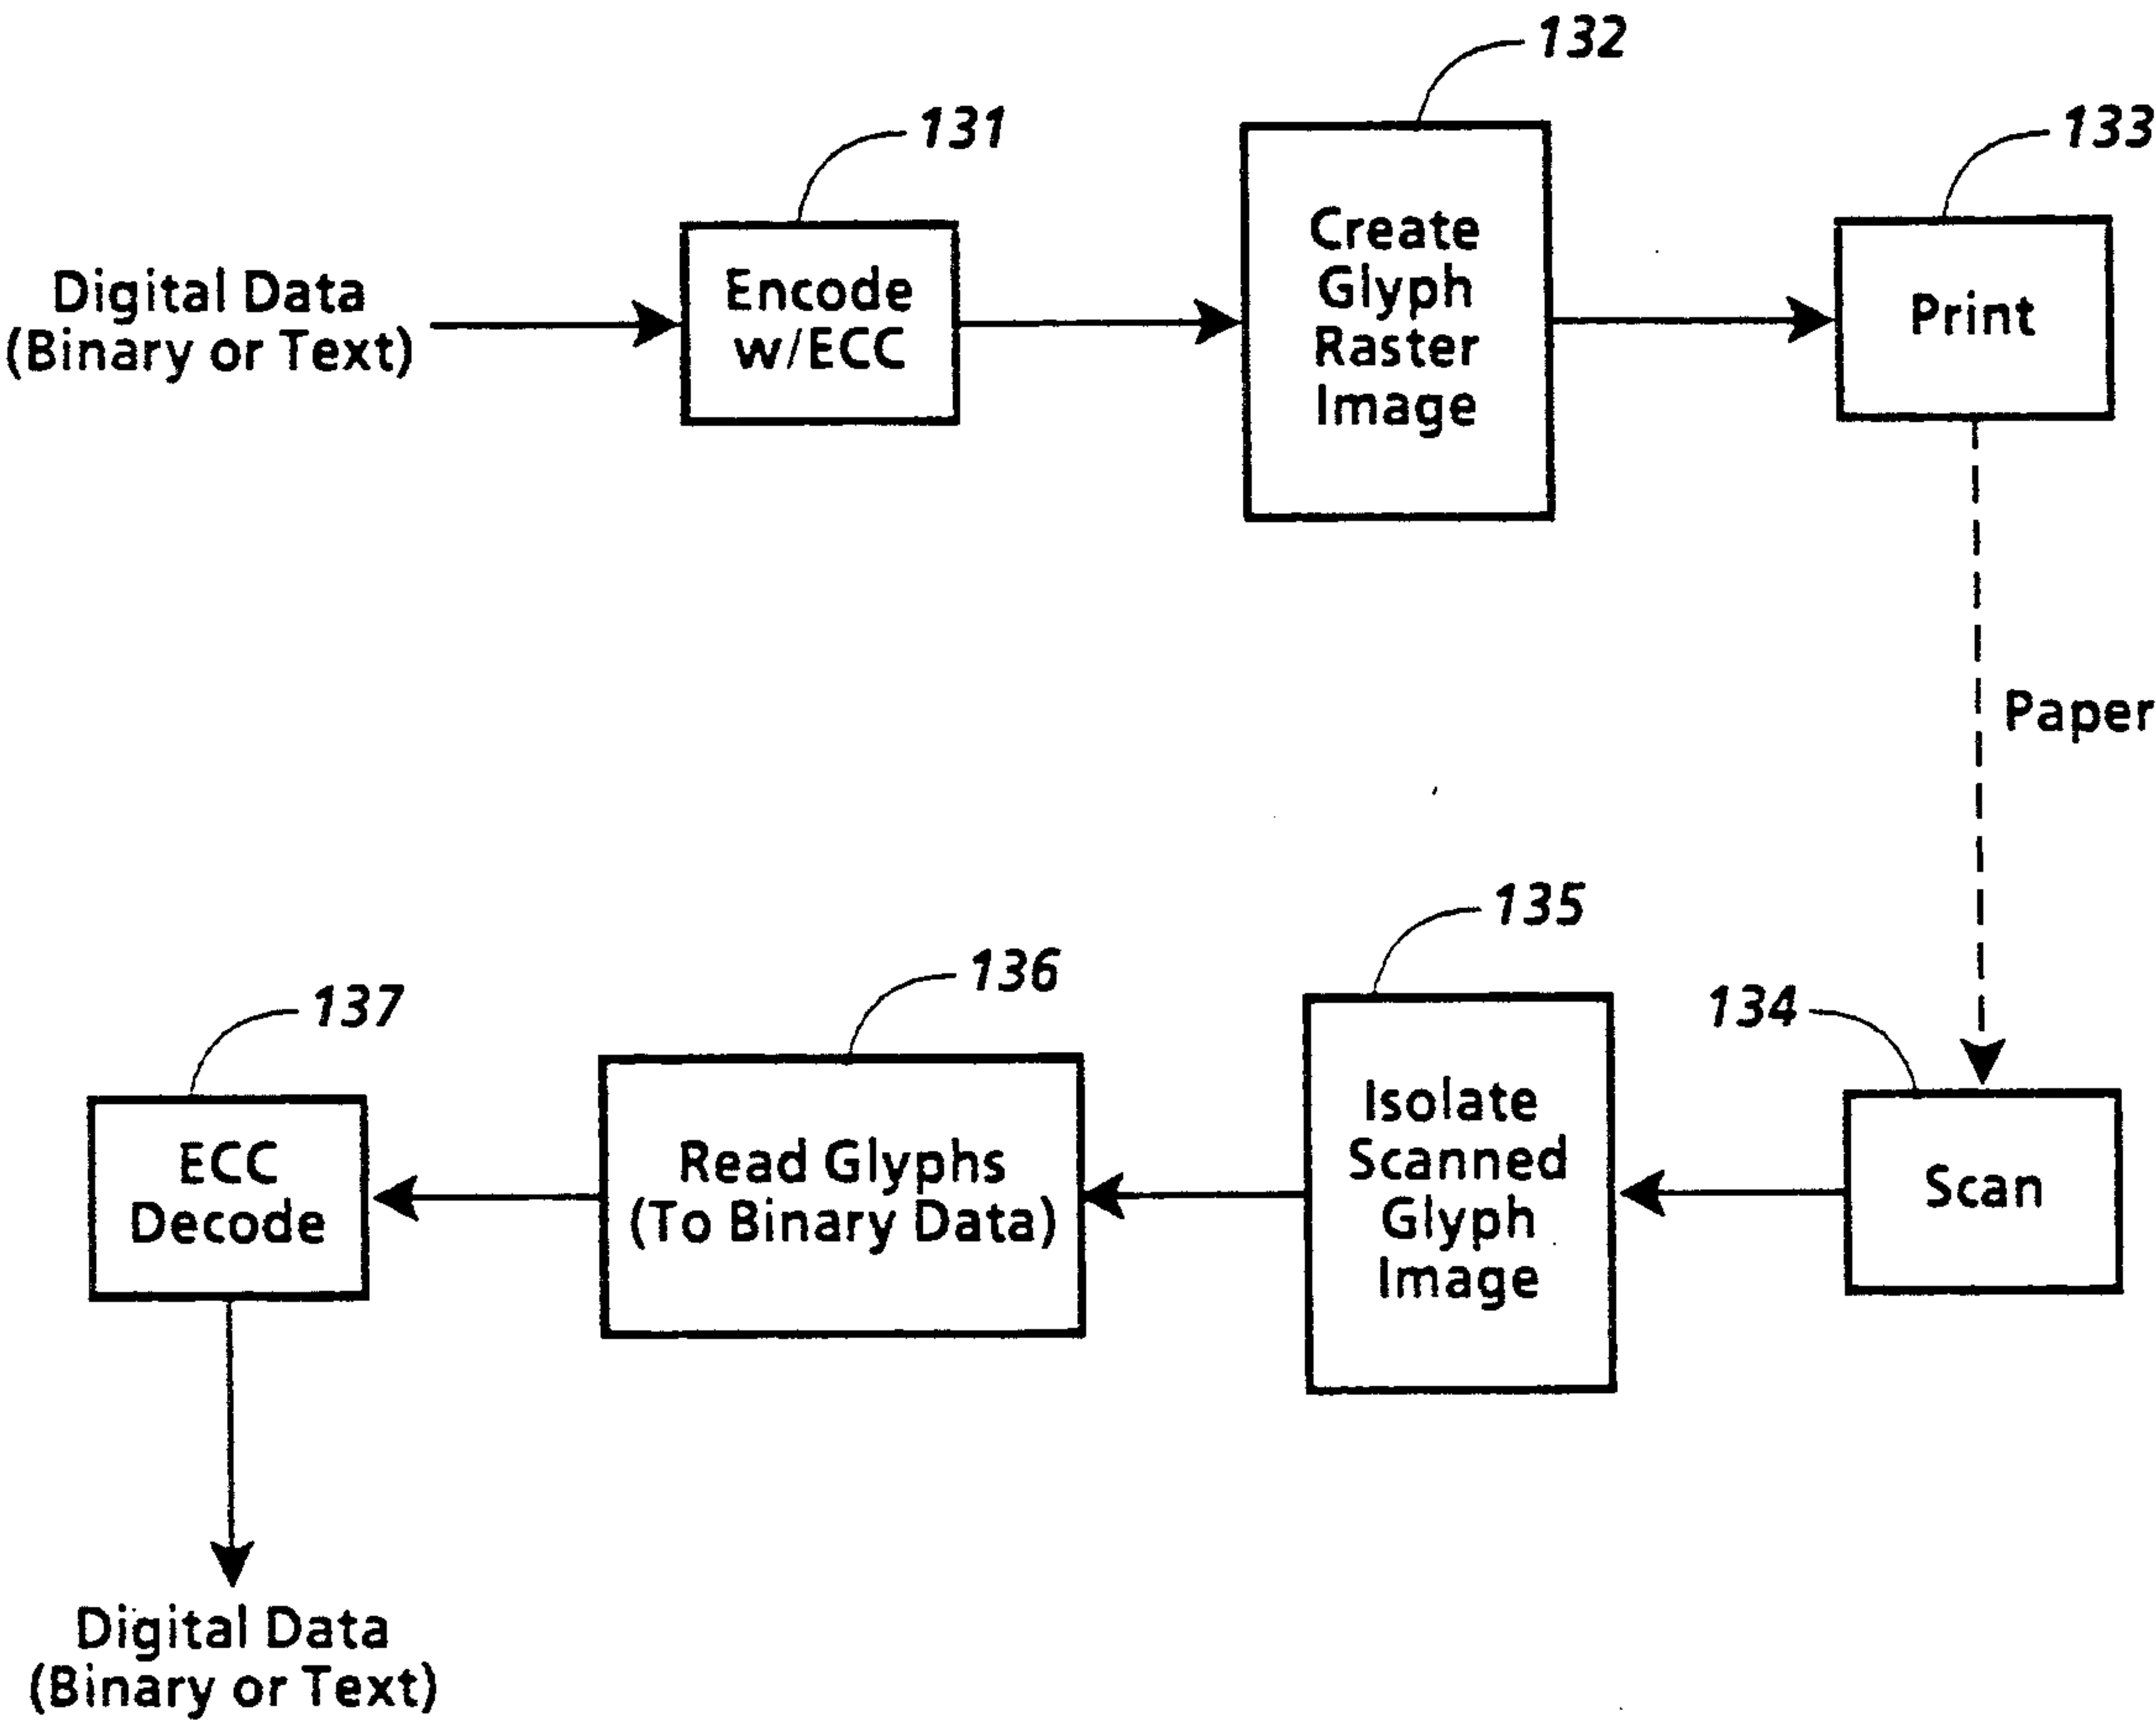 132
131
133
Digital Data
(Binary or Text)
Encode
w/ECC
Create
Glyph
Raster
Image
Print
Paper
135
136
137
134
ECC
Decode
Read Glyphs
(To Binary Data)
Isolate
Scanned
Glyph
Image
Scan
Digital Data
(Binary or Text)